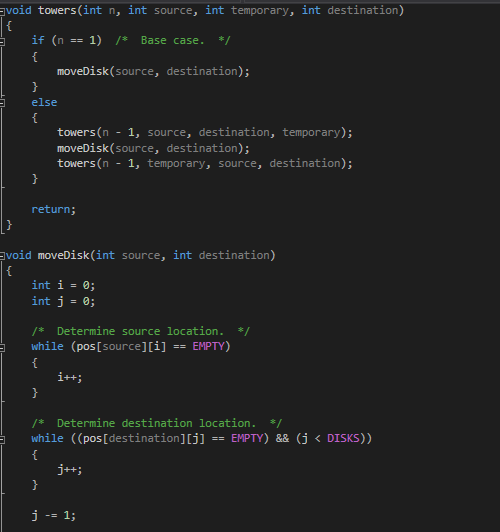 void towers(int n, int source, int temporary, int destination)
{
    if (n == 1)  /*  Base case.  */
    {
        moveDisk(source, destination);
    }
    else
    {
        towers(n - 1, source, destination, temporary);
        moveDisk(source, destination);
        towers(n - 1, temporary, source, destination);
    }

    return;
}

void moveDisk(int source, int destination)
{
    int i = 0;
    int j = 0;

    /*  Determine source location.  */
    while (pos[source][i] == EMPTY)
    {
        i++;
    }

    /*  Determine destination location.  */
    while ((pos[destination][j] == EMPTY) && (j < DISKS))
    {
        j++;
    }

    j -= 1;